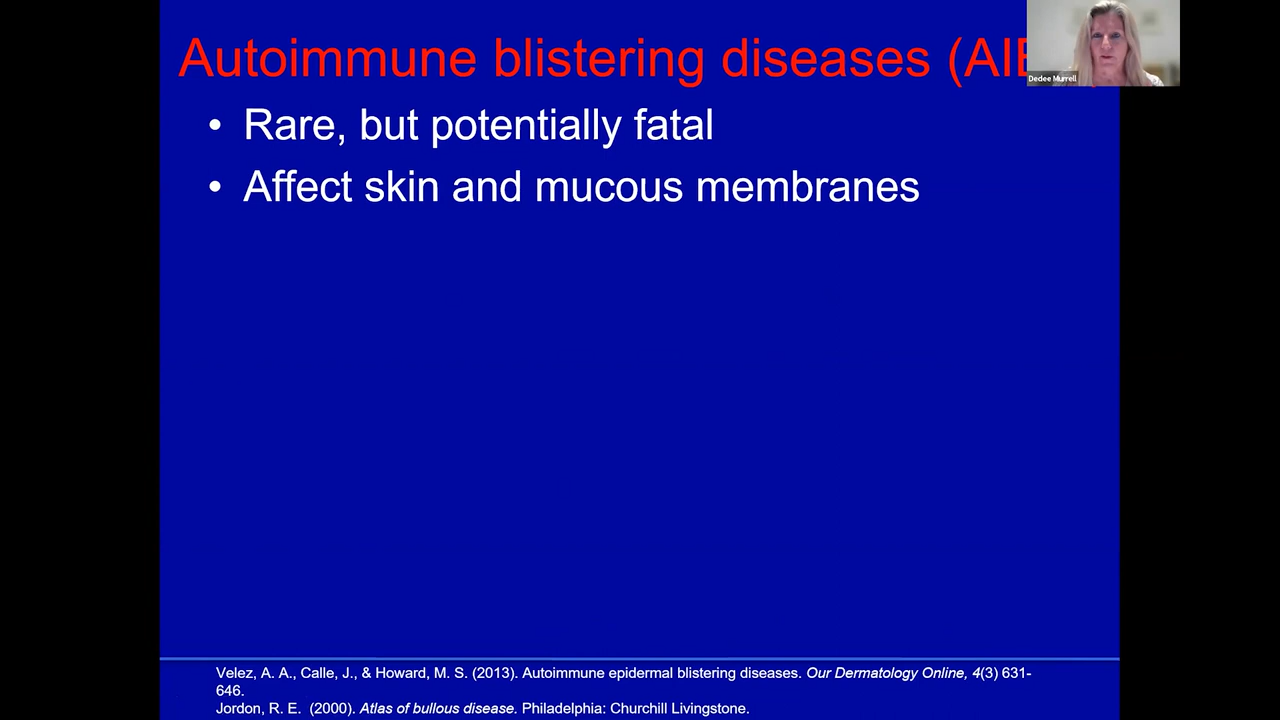 Autoimmune blistering diseases (AIB
Dedee Murrell
• Rare, but potentially fatal
• Affect skin and mucous membranes
Velez, A. A., Calle, J., & Howard, M. S. (2013). Autoimmune epidermal blistering diseases. Our Dermatology Online, 4(3) 631-
646.
Jordon, R. E. (2000). Atlas of bullous disease. Philadelphia: Churchill Livingstone.